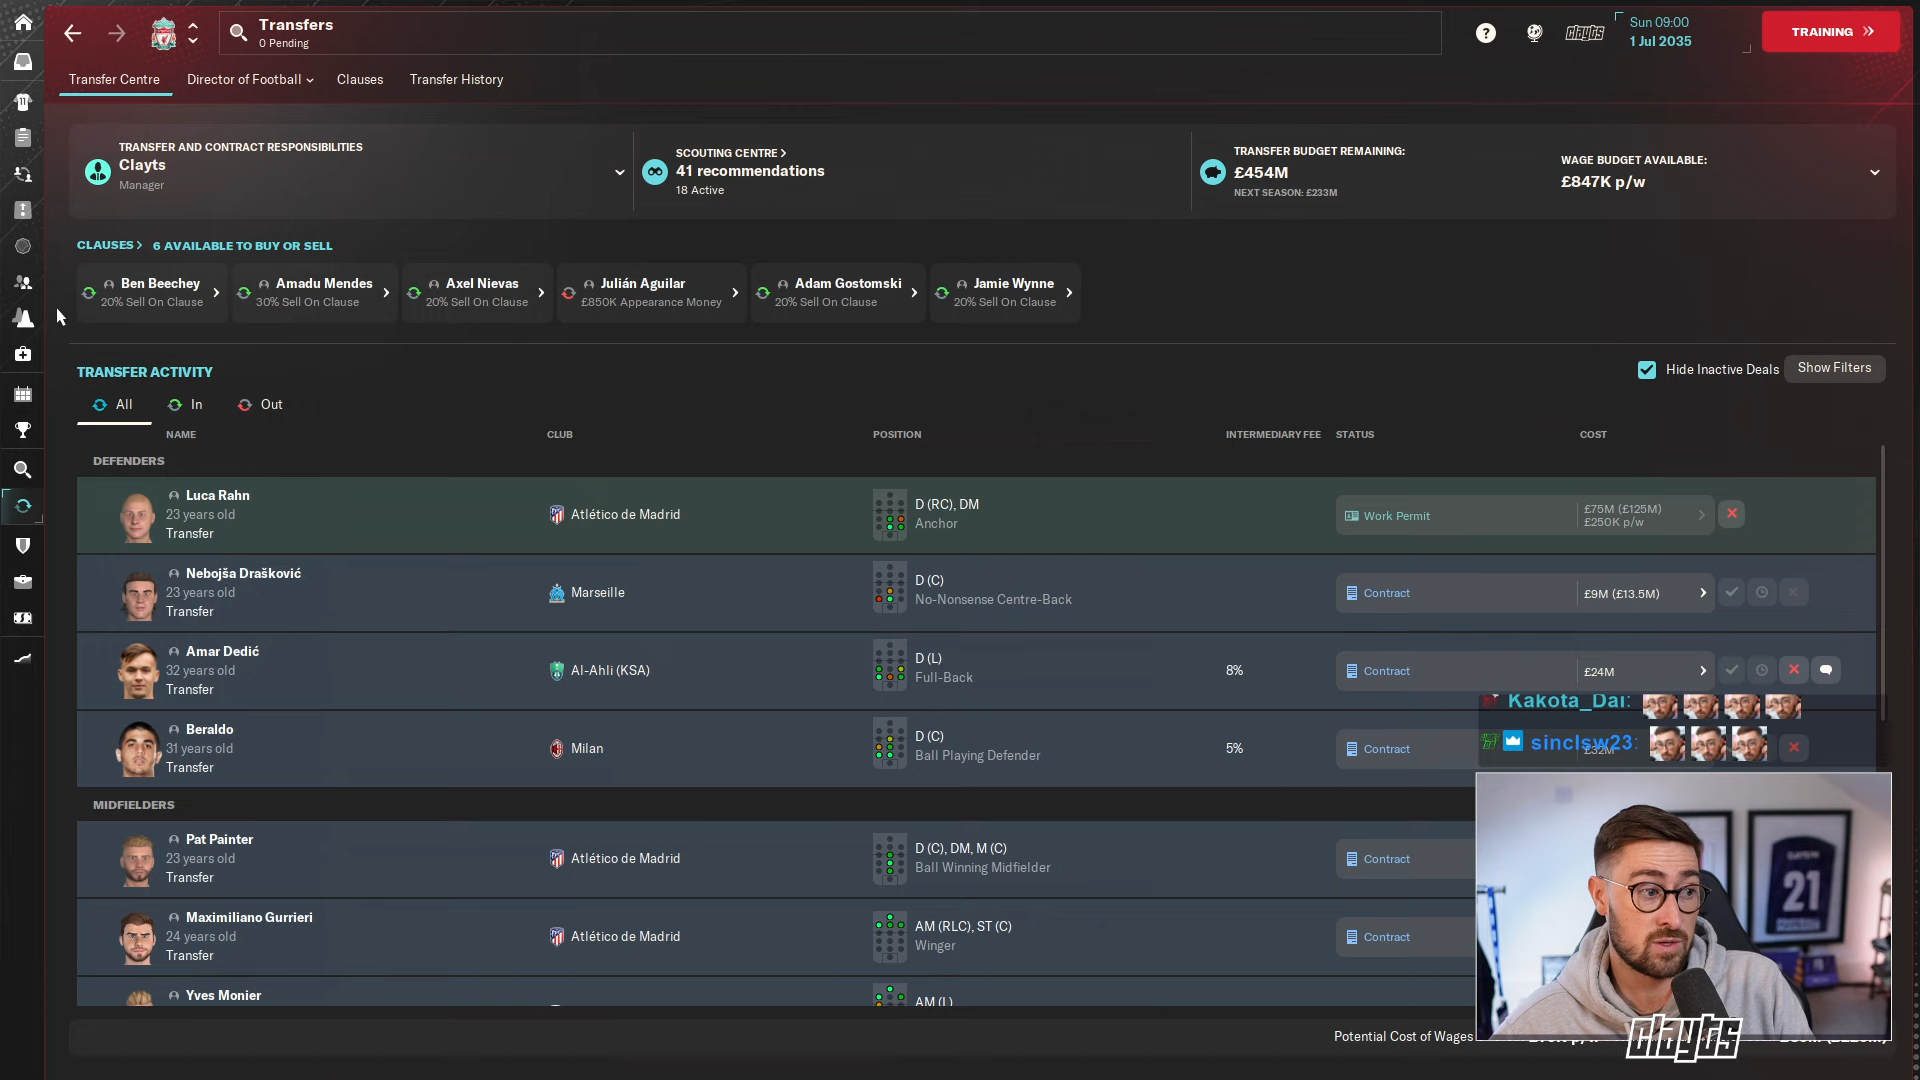 Transfers
0 Pending
Sun 09:00
1 Jul 2035
TRAINING
clayts
Transfer Centre
Director of Football
Clauses
Transfer History
TRANSFER AND CONTRACT RESPONSIBILITIES
Clayts
Manager
SCOUTING CENTRE >
41 recommendations
18 Active
TRANSFER BUDGET REMAINING:
£454M
NEXT SEASON: £233M
WAGE BUDGET AVAILABLE:
£847K p/w
CLAUSES > 6 AVAILABLE TO BUY OR SELL
Ben Beechey
20% Sell On Clause
Amadu Mendes
30% Sell On Clause
Axel Nievas
20% Sell On Clause
Julián Aguilar
£850K Appearance Money
Adam Gostomski
20% Sell On Clause
Jamie Wynne
20% Sell On Clause
TRANSFER ACTIVITY
Hide Inactive Deals
Show Filters
All
In
Out
NAME
CLUB
POSITION
INTERMEDIARY FEE
STATUS
COST
DEFENDERS
Luca Rahn
23 years old
Transfer
Atlético de Madrid
D (RC), DM
Anchor
Work Permit
£75M (£125M)
£250K p/w
Nebojša Drašković
23 years old
Transfer
Marseille
D (C)
No-Nonsense Centre-Back
Contract
£9M (£13.5M)
Amar Dedić
32 years old
Transfer
Al-Ahli (KSA)
D (L)
Full-Back
8%
Contract
£24M
Kakota_Dai:
Beraldo
31 years old
Transfer
Milan
D (C)
Ball Playing Defender
5%
Contract
£32M
sinclsw23:
MIDFIELDERS
Pat Painter
23 years old
Transfer
Atlético de Madrid
D (C), DM, M (C)
Ball Winning Midfielder
Contract
Maximiliano Gurrieri
24 years old
Transfer
Atlético de Madrid
AM (RLC), ST (C)
Winger
Contract
Yves Monier
AM (L)
21
Potential Cost of Wages
clayts